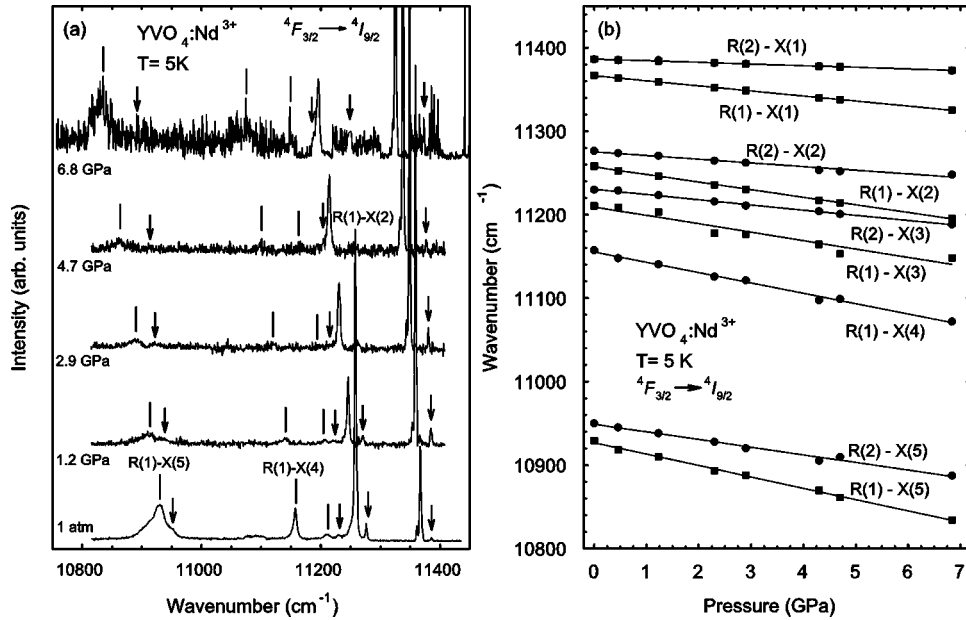 (a)
YVO4:Nd3+
T= 5K
4F3/2 → 4I9/2
6.8 GPa
R(1)-X(2)
4.7 GPa
2.9 GPa
1.2 GPa
R(1)-X(5)
R(1)-X(4)
1 atm
Intensity (arb. units)
10800 11000 11200 11400
Wavenumber (cm-1)
(b)
R(2) - X(1)
R(1) - X(1)
R(2) - X(2)
R(1) - X(2)
R(2) - X(3)
R(1) - X(3)
R(1) - X(4)
YVO4:Nd3+
T= 5 K
4F3/2 → 4I9/2
R(2) - X(5)
R(1) - X(5)
11400
11300
11200
11100
11000
10900
10800
Wavenumber (cm-1)
0 1 2 3 4 5 6 7
Pressure (GPa)